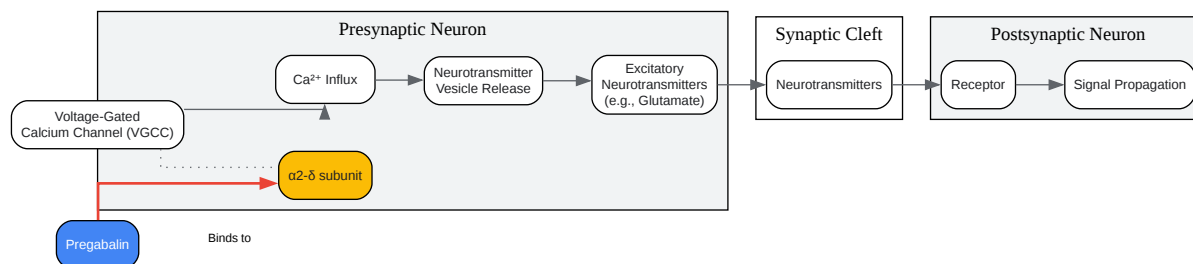 Presynaptic Neuron
Synaptic Cleft
Postsynaptic Neuron
Ca²⁺ Influx
Neurotransmitter
Vesicle Release
Excitatory
Neurotransmitters
(e.g., Glutamate)
Neurotransmitters
Receptor
Signal Propagation
Voltage-Gated
Calcium Channel (VGCC)
α2-δ subunit
Pregabalin
Binds to